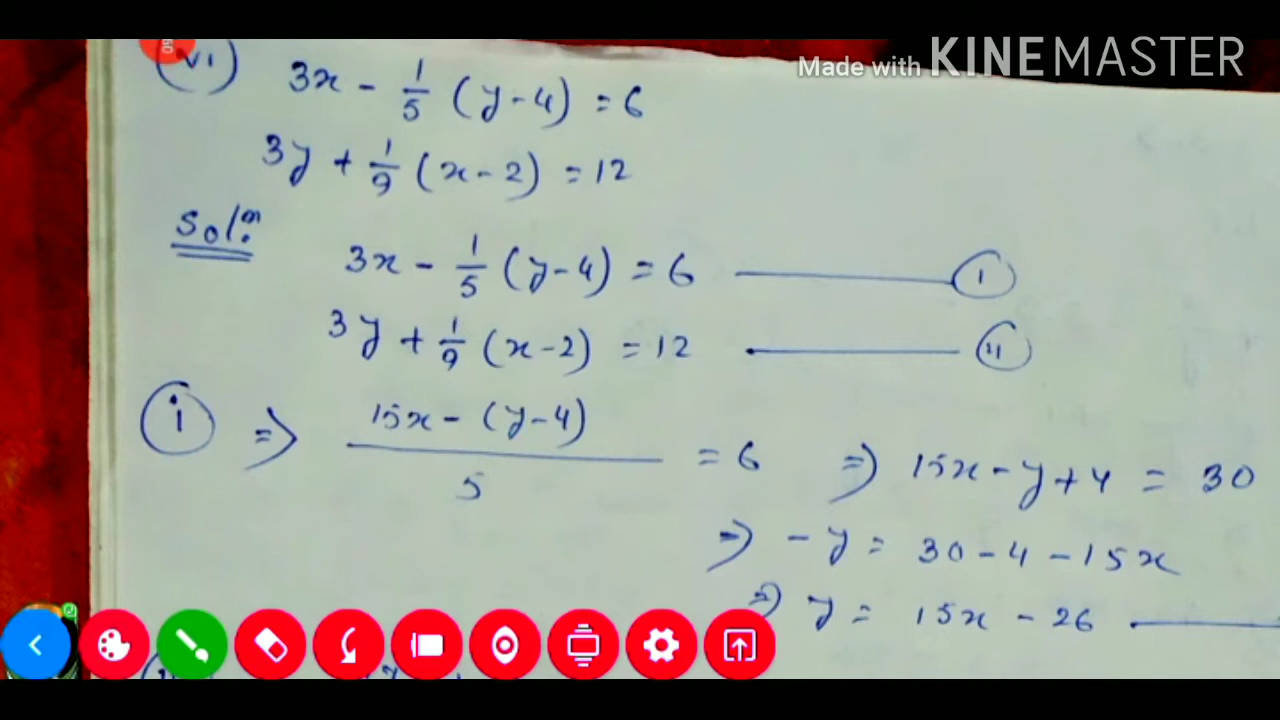 Made with KINEMASTER
(vi) 3x - 1/5 (y-4) = 6
3y + 1/9 (x-2) = 12
Solⁿ.
3x - 1/5 (y-4) = 6 ——— (i)
3y + 1/9 (x-2) = 12 ——— (ii)
(i) ⇒ (15x - (y-4))/5 = 6 ⇒ 15x - y + 4 = 30
⇒ - y = 30 - 4 - 15x
⇒ y = 15x - 26 ———